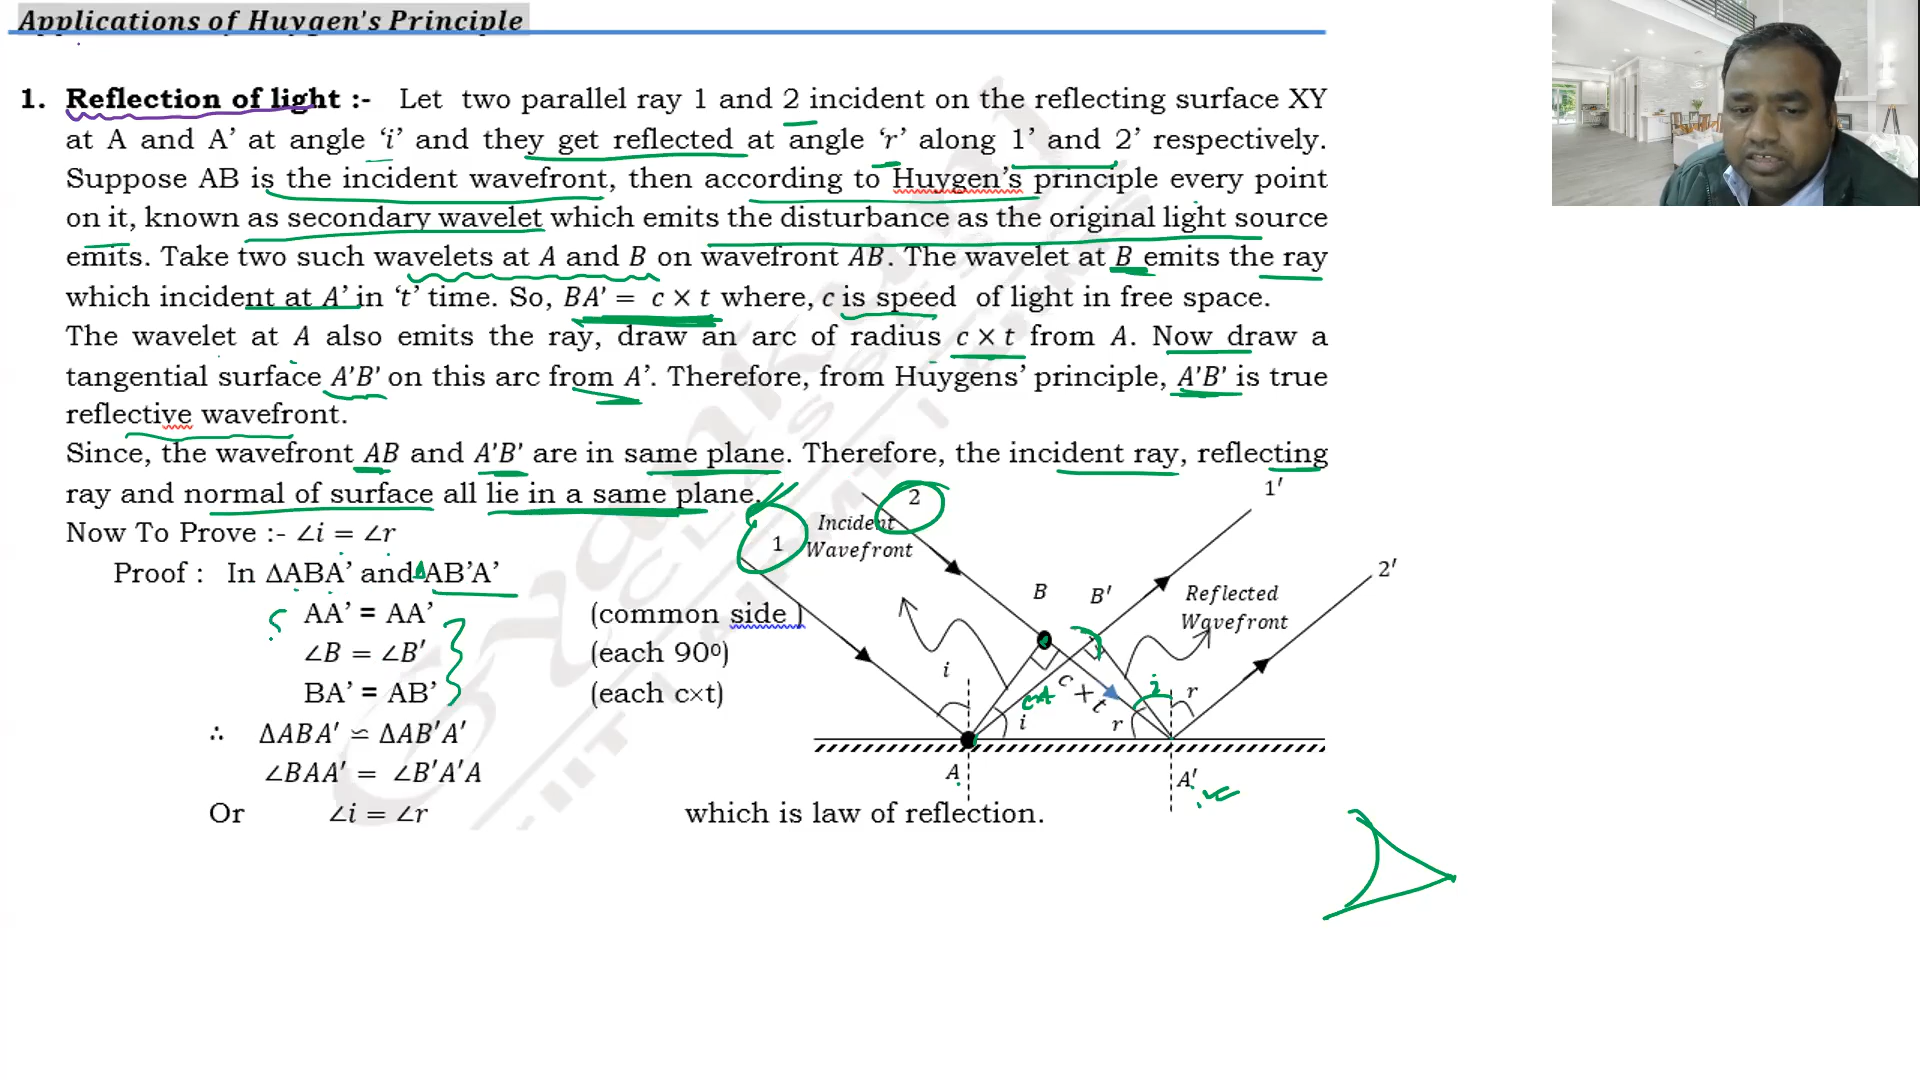 Applications of Huygen's Principle
1. Reflection of light :- Let two parallel ray 1 and 2 incident on the reflecting surface XY
at A and A’ at angle ‘i’ and they get reflected at angle ‘r’ along 1’ and 2’ respectively.
Suppose AB is the incident wavefront, then according to Huygen’s principle every point
on it, known as secondary wavelet which emits the disturbance as the original light source
emits. Take two such wavelets at A and B on wavefront AB. The wavelet at B emits the ray
which incident at A’ in ‘t’ time. So, BA′ = c × t where, c is speed of light in free space.
The wavelet at A also emits the ray, draw an arc of radius c × t from A. Now draw a
tangential surface A'B' on this arc from A’. Therefore, from Huygens’ principle, A'B' is true
reflective wavefront.
Since, the wavefront AB and A'B' are in same plane. Therefore, the incident ray, reflecting
ray and normal of surface all lie in a same plane.
Now To Prove :- ∠i = ∠r
Proof : In ΔABA’ and ΔAB’A’
AA’ = AA’ (common side )
∠B = ∠B′ (each 90⁰)
BA’ = AB’ (each c×t)
∴ ΔABA′ ≃ ΔAB′A′
∠BAA′ = ∠B′A′A
Or ∠i = ∠r which is law of reflection.
1
2
Incident
Wavefront
1′
2′
B
B′
Reflected
Wavefront
i
ct
c × t
i
r
i
r
A
A′